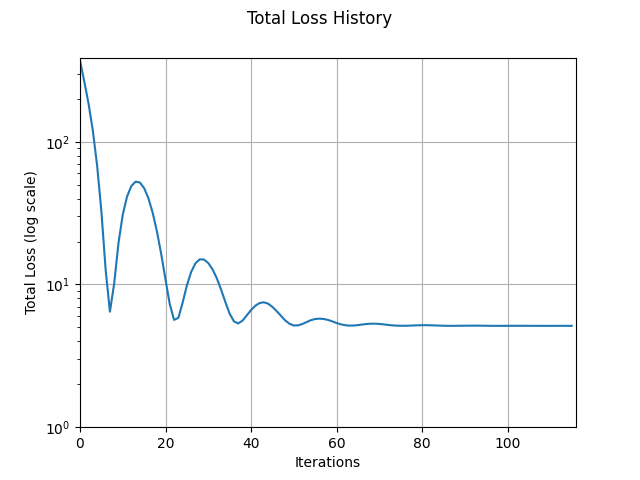 Total Loss History
Total Loss (log scale)
10²
10¹
10⁰
0 20 40 60 80 100
Iterations